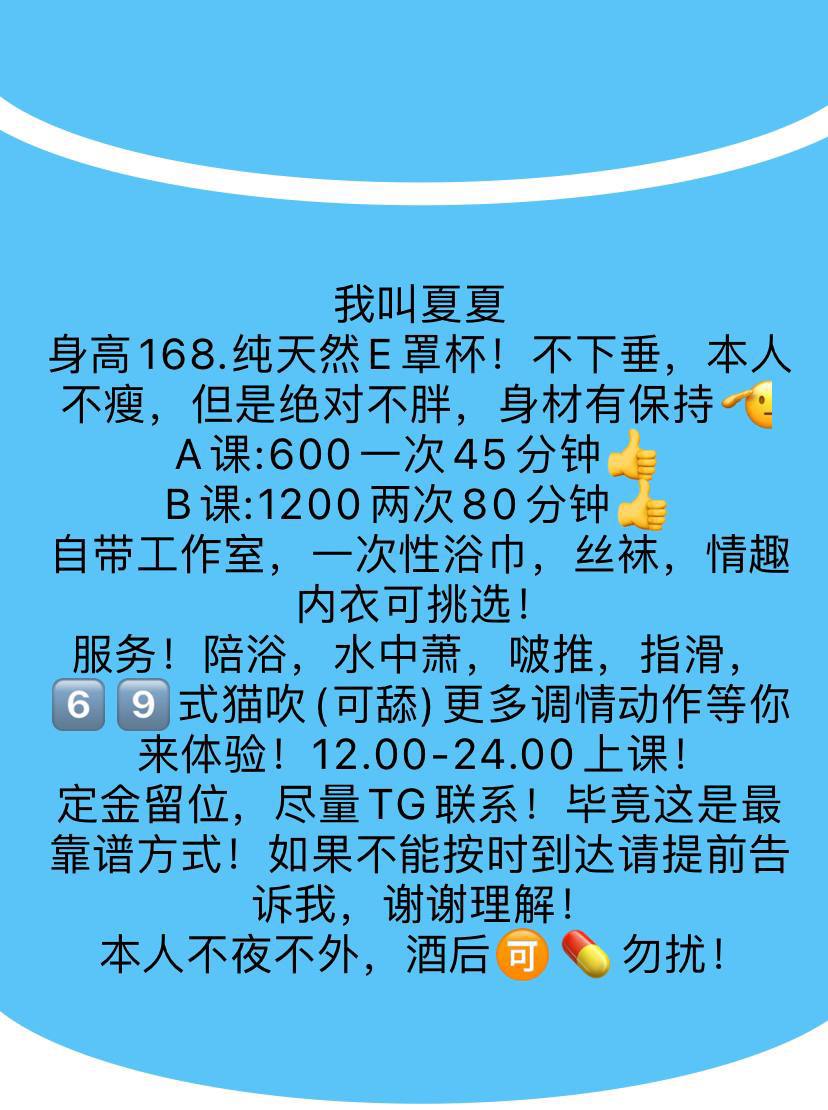 我叫夏夏
身高168.纯天然E罩杯！不下垂，本人
不瘦，但是绝对不胖，身材有保持🫡
A课:600一次45分钟👍
B课:1200两次80分钟👍
自带工作室，一次性浴巾，丝袜，情趣
内衣可挑选！
服务！陪浴，水中萧，啵推，指滑，
6️⃣9️⃣式猫吹(可舔)更多调情动作等你
来体验！12.00-24.00上课！
定金留位，尽量TG联系！毕竟这是最
靠谱方式！如果不能按时到达请提前告
诉我，谢谢理解！
本人不夜不外，酒后🉑💊勿扰！